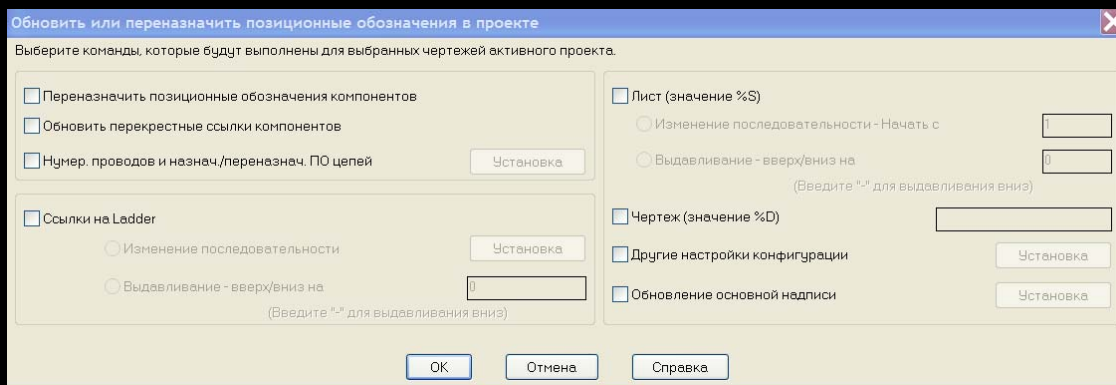 Обновить или переназначить позиционные обозначения в проекте
Выберите команды, которые будут выполнены для выбранных чертежей активного проекта.
Переназначить позиционные обозначения компонентов
Обновить перекрестные ссылки компонентов
Нумер. проводов и назнач./переназнач. ПО цепей
Установка
Ссылки на Ladder
Изменение последовательности
Установка
Выдавливание - вверх/вниз на
0
(Введите "-" для выдавливания вниз)
Лист (значение %S)
Изменение последовательности - Начать с
1
Выдавливание - вверх/вниз на
0
(Введите "-" для выдавливания вниз)
Чертеж (значение %D)
Другие настройки конфигурации
Установка
Обновление основной надписи
Установка
OK
Отмена
Справка